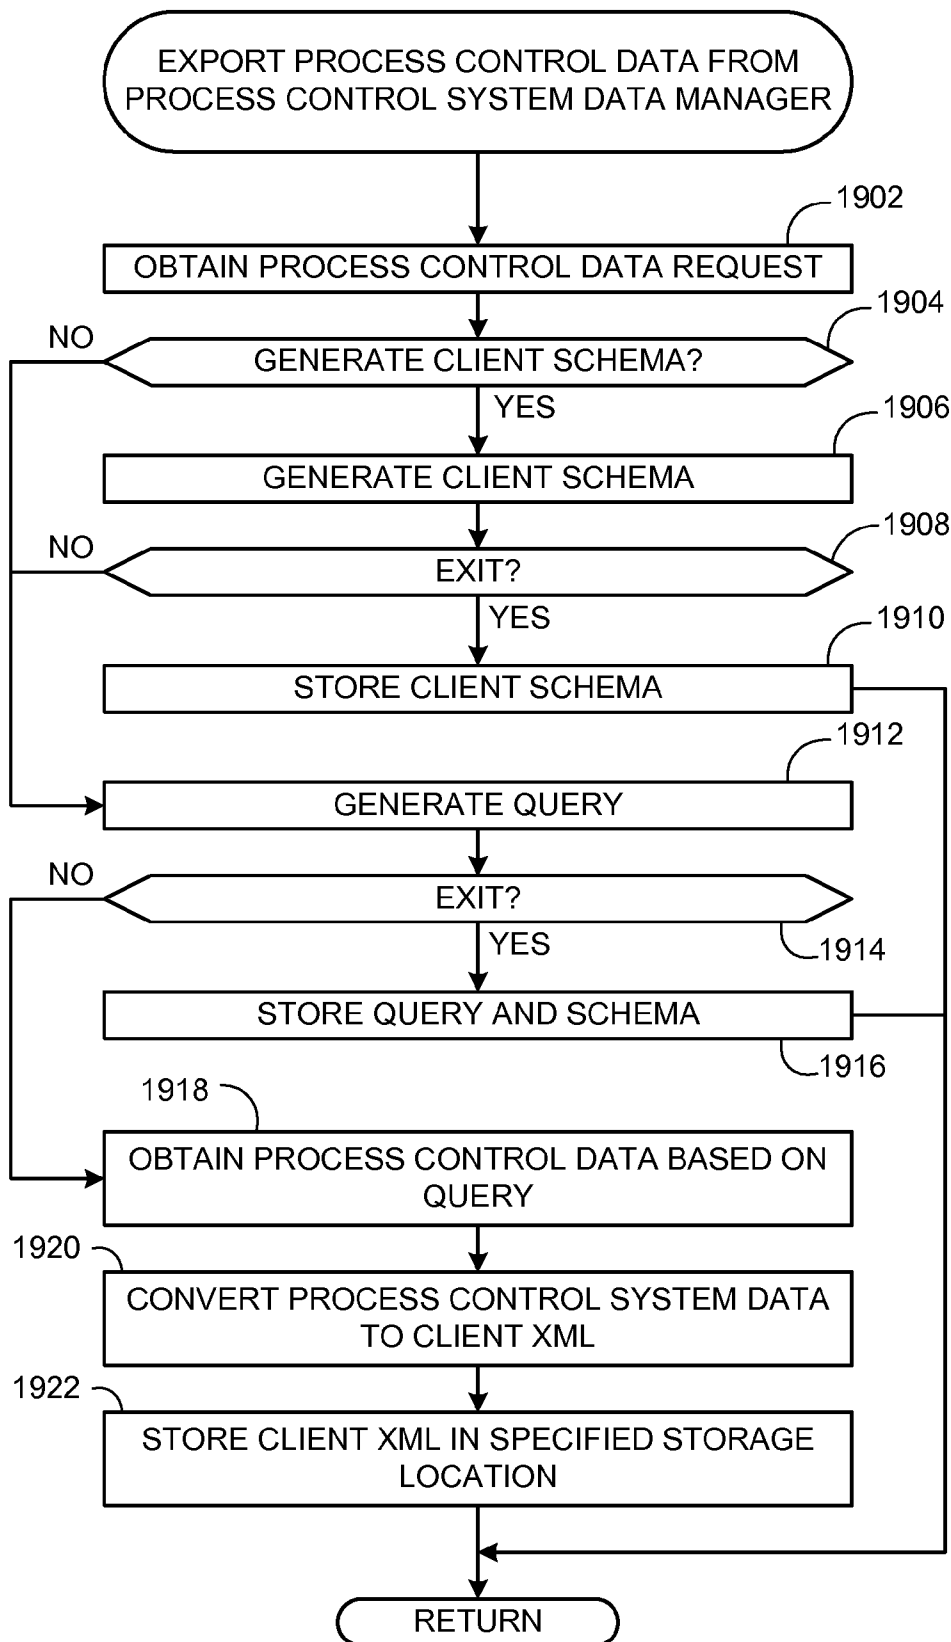 EXPORT PROCESS CONTROL DATA FROM
PROCESS CONTROL SYSTEM DATA MANAGER
1902
OBTAIN PROCESS CONTROL DATA REQUEST
1904
NO
GENERATE CLIENT SCHEMA?
YES
1906
GENERATE CLIENT SCHEMA
1908
NO
EXIT?
YES
1910
STORE CLIENT SCHEMA
1912
GENERATE QUERY
NO
EXIT?
YES
1914
STORE QUERY AND SCHEMA
1916
1918
OBTAIN PROCESS CONTROL DATA BASED ON
QUERY
1920
CONVERT PROCESS CONTROL SYSTEM DATA
TO CLIENT XML
1922
STORE CLIENT XML IN SPECIFIED STORAGE
LOCATION
RETURN